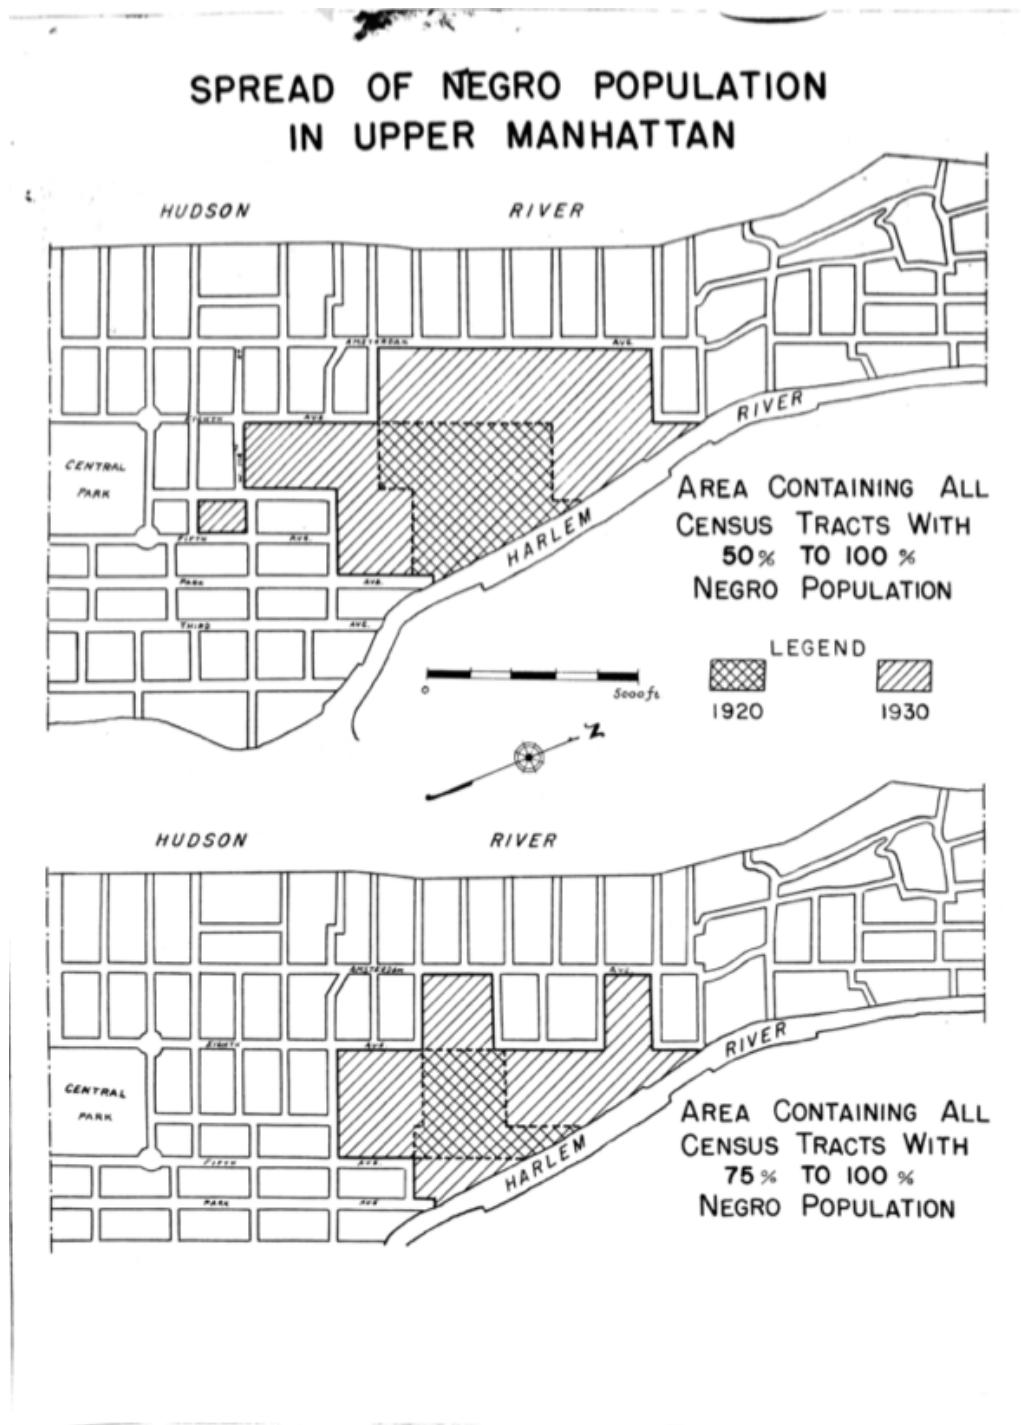 SPREAD OF NEGRO POPULATION
IN UPPER MANHATTAN
HUDSON RIVER
AMSTERDAM AVE.
EIGHTH AVE
CENTRAL
PARK
FIFTH AVE.
PARK AVE.
THIRD AVE.
HARLEM RIVER
AREA CONTAINING ALL
CENSUS TRACTS WITH
50% TO 100%
NEGRO POPULATION
LEGEND
1920 1930
0 5000ft
N
HUDSON RIVER
AMSTERDAM AVE.
EIGHTH AVE.
CENTRAL
PARK
FIFTH AVE.
PARK AVE
HARLEM RIVER
AREA CONTAINING ALL
CENSUS TRACTS WITH
75% TO 100%
NEGRO POPULATION